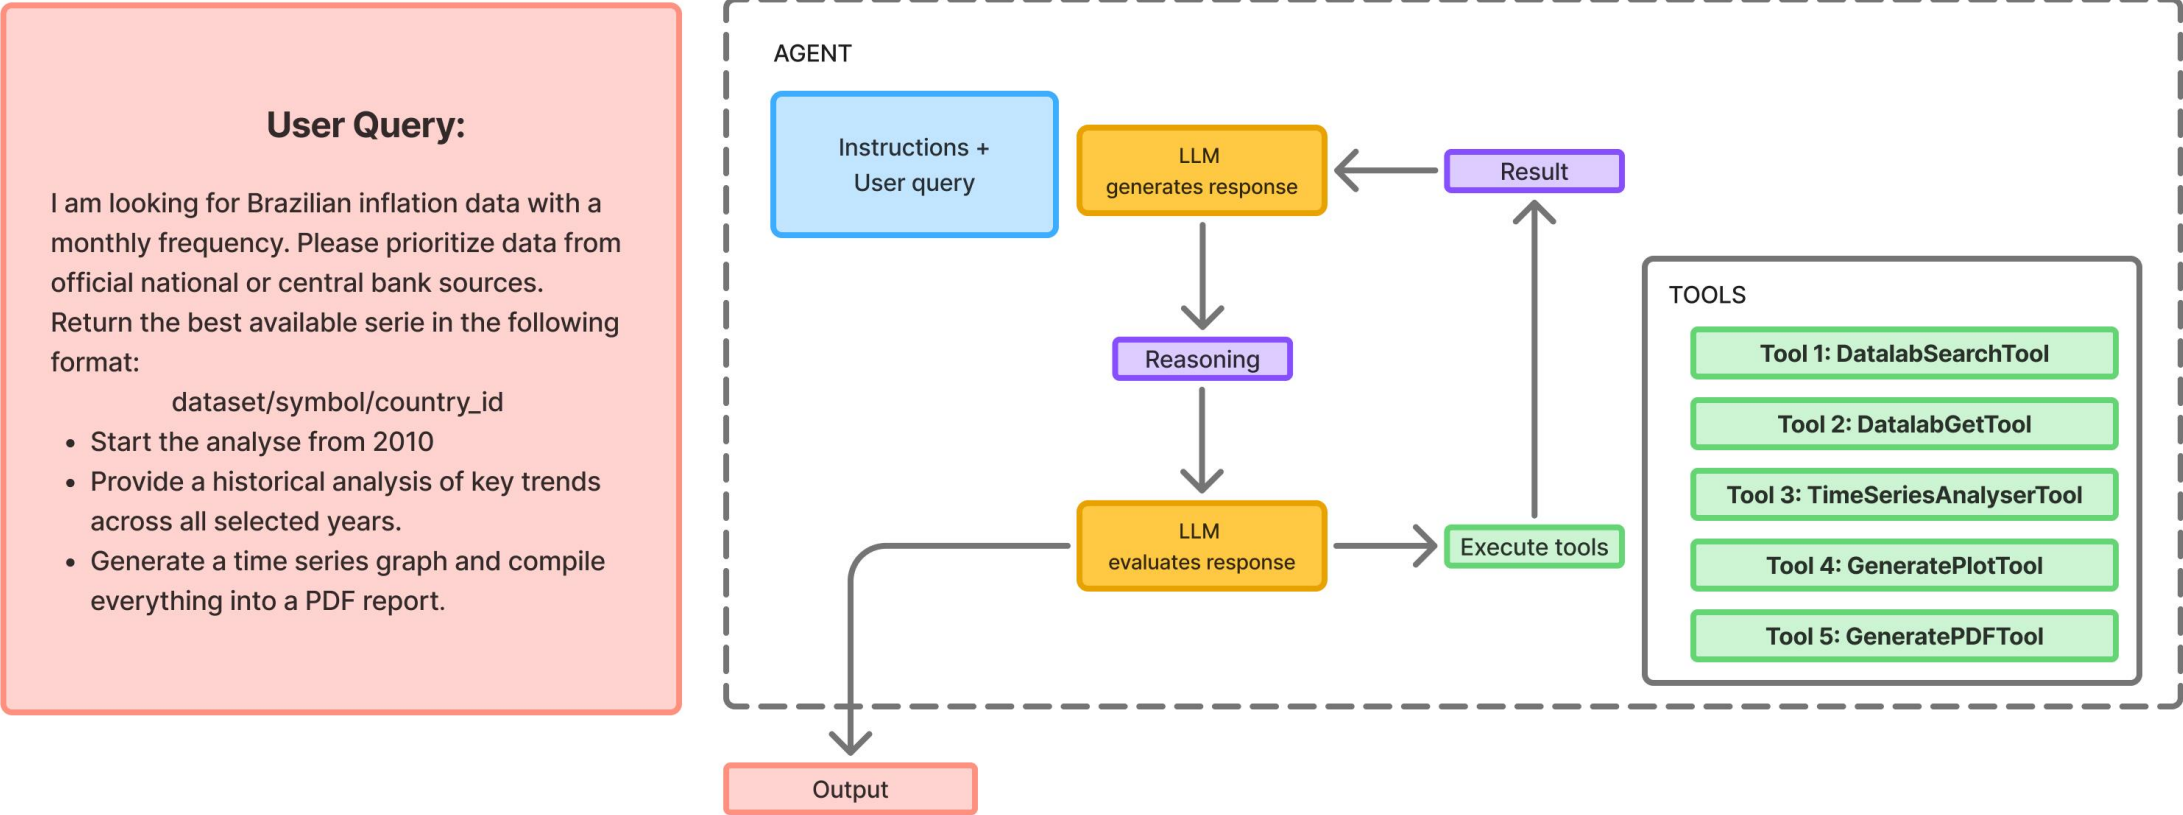 User Query:
I am looking for Brazilian inflation data with a
monthly frequency. Please prioritize data from
official national or central bank sources.
Return the best available serie in the following
format:
dataset/symbol/country_id
• Start the analyse from 2010
• Provide a historical analysis of key trends
across all selected years.
• Generate a time series graph and compile
everything into a PDF report.
AGENT
Instructions +
User query
LLM
generates response
Result
Reasoning
LLM
evaluates response
Execute tools
TOOLS
Tool 1: DatalabSearchTool
Tool 2: DatalabGetTool
Tool 3: TimeSeriesAnalyserTool
Tool 4: GeneratePlotTool
Tool 5: GeneratePDFTool
Output